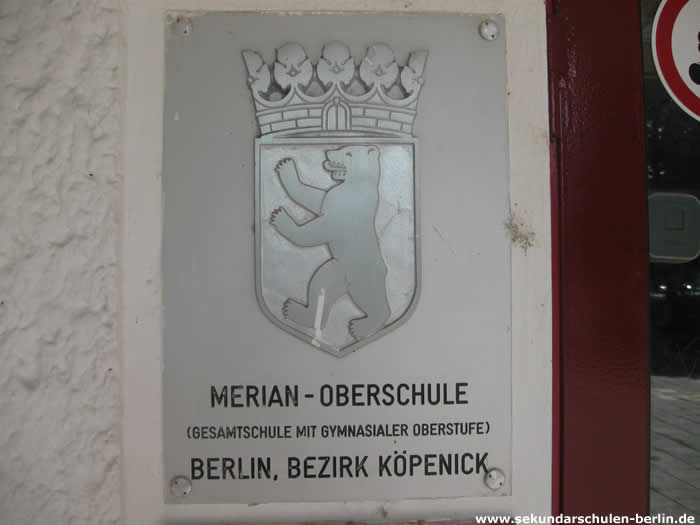 MERIAN-OBERSCHULE
(GESAMTSCHULE MIT GYMNASIALER OBERSTUFE)
BERLIN, BEZIRK KÖPENICK
www.sekundarschulen-berlin.de